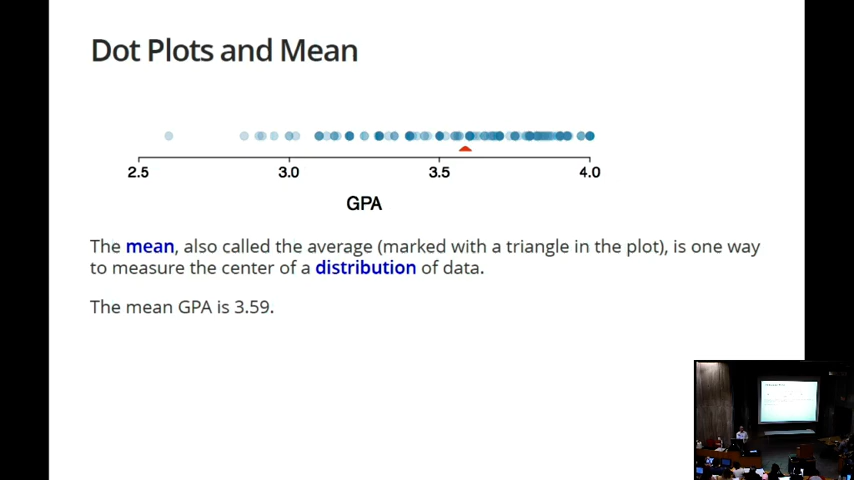 Dot Plots and Mean
2.5 3.0 3.5 4.0
GPA
The mean, also called the average (marked with a triangle in the plot), is one way
to measure the center of a distribution of data.
The mean GPA is 3.59.